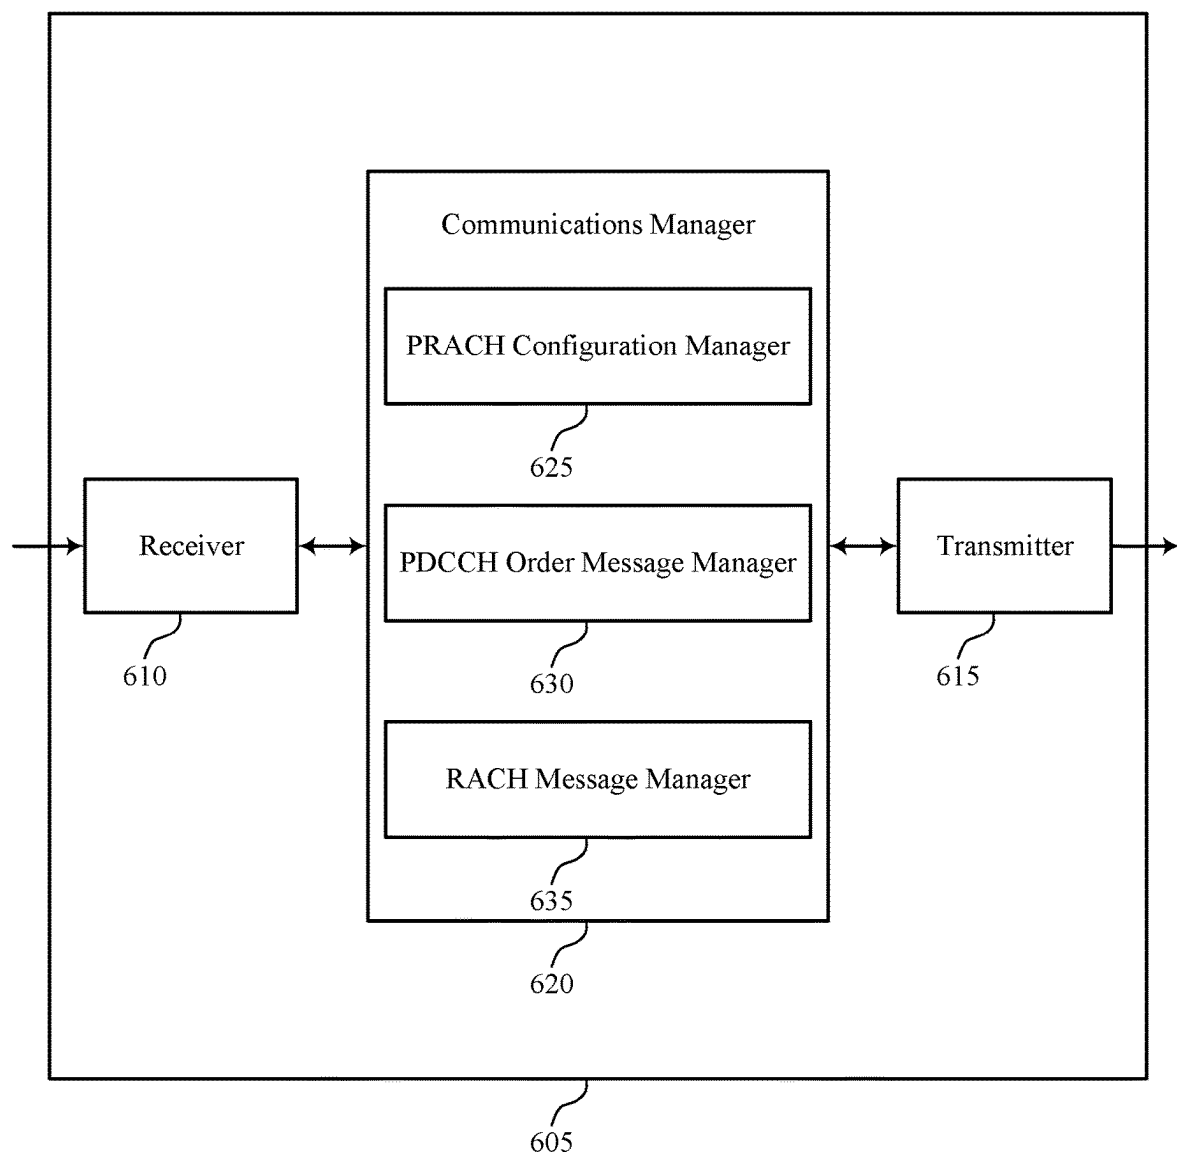 Communications Manager
PRACH Configuration Manager
625
Receiver
PDCCH Order Message Manager
Transmitter
610
630
615
RACH Message Manager
635
620
605